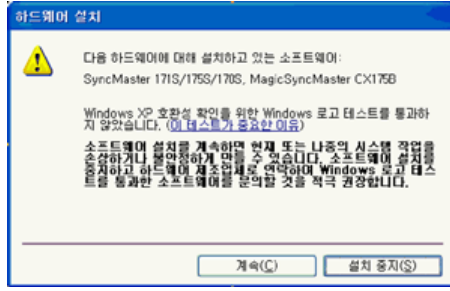 하드웨어 설치
다음 하드웨어에 대해 설치하고 있는 소프트웨어:
SyncMaster 171S/175S/170S, MagicSyncMaster CX175B
Windows XP 호환성 확인을 위한 Windows 로고 테스트를 통과하
지 않았습니다. (이 테스트가 중요한 이유)
소프트웨어 설치를 계속하면 현재 또는 나중의 시스템 작업을
손상하거나 불안정하게 만들 수 있습니다. 소프트웨어 설치를
중지하고 하드웨어 제조업체로 연락하여 Windows 로고 테스
트를 통과한 소프트웨어를 문의할 것을 적극 권장합니다.
계속(C)
설치 중지(S)